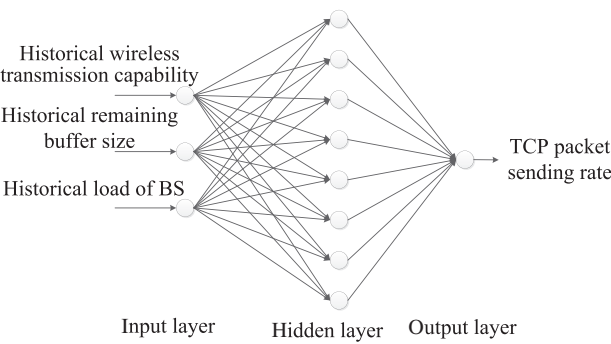 Historical wireless
transmission capability
Historical remaining
buffer size
Historical load of BS
TCP packet
sending rate
Input layer
Hidden layer
Output layer